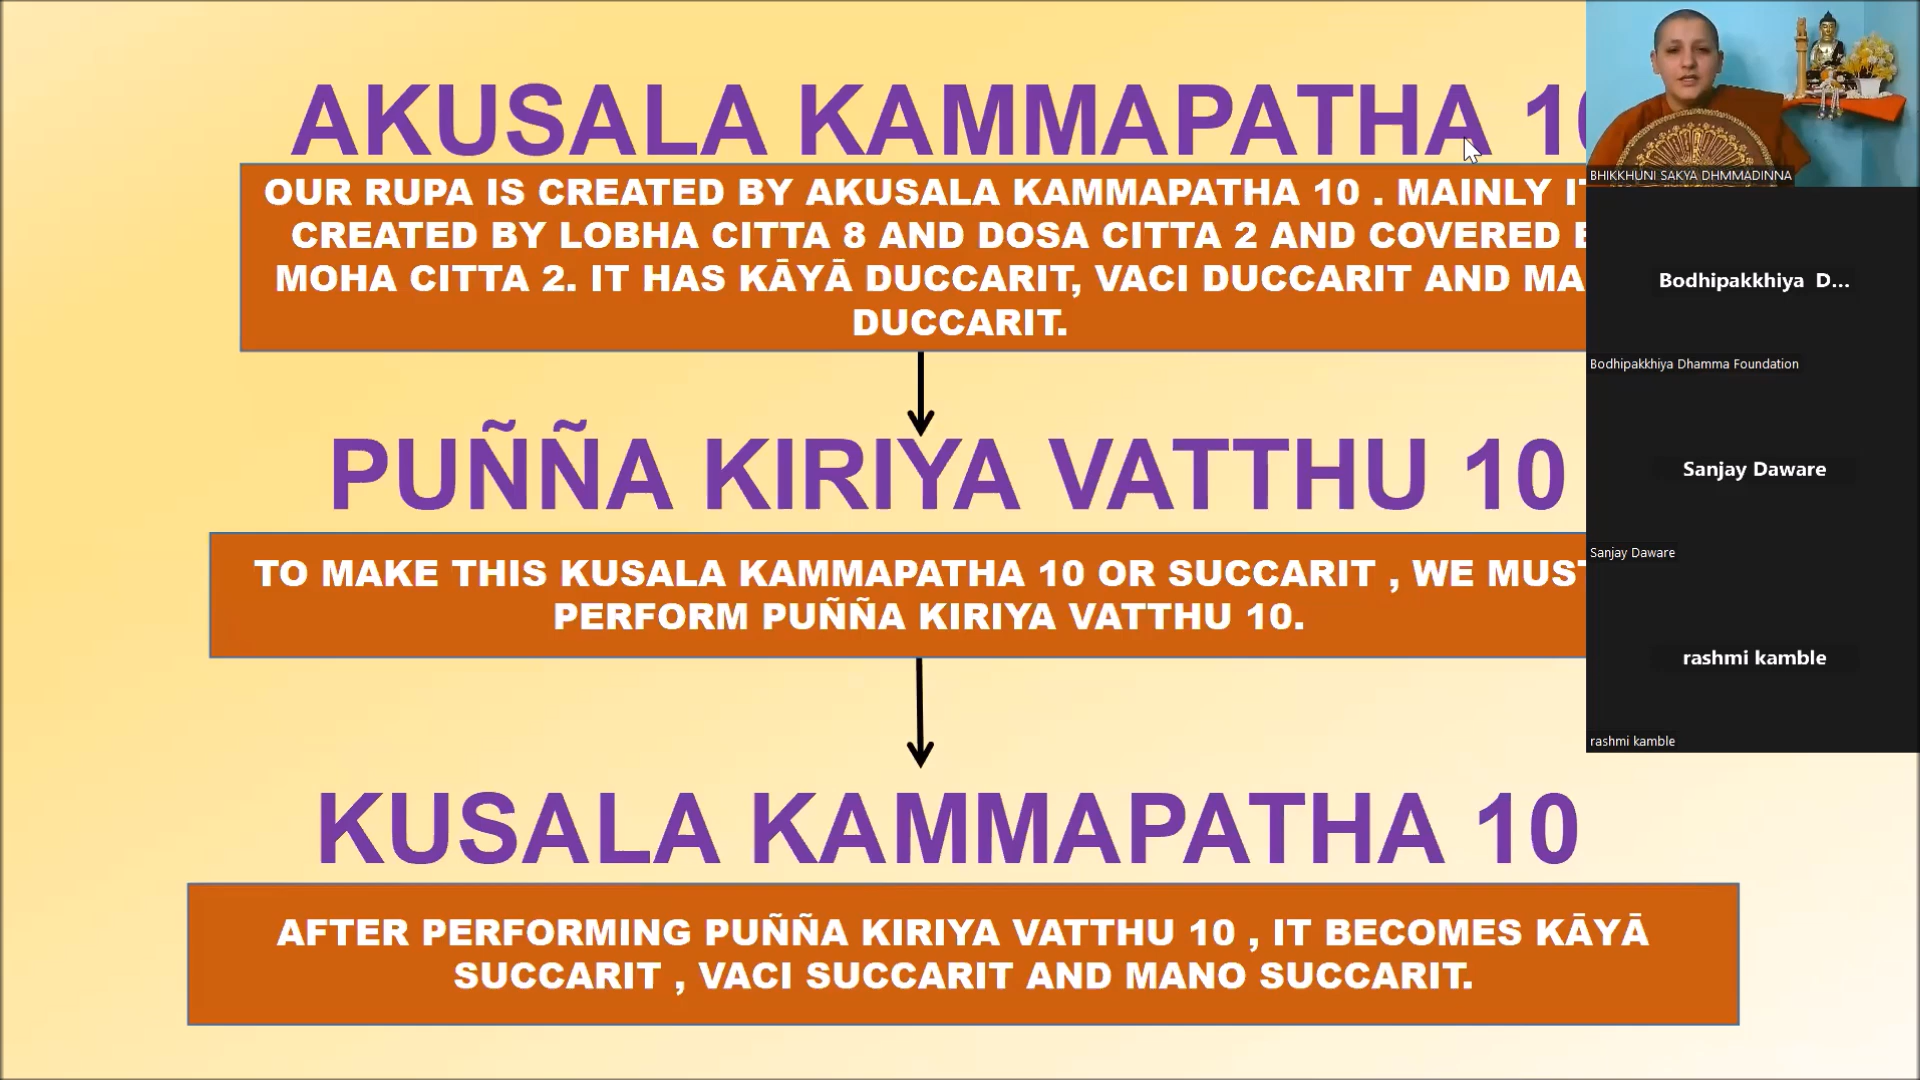 AKUSALA KAMMAPATHA
OUR RUPA IS CREATED BY AKUSALA KAMMAPATHA 10 . MAINLY
CREATED BY LOBHA CITTA 8 AND DOSA CITTA 2 AND COVERED
MOHA CITTA 2. IT HAS KĀYĀ DUCCARIT, VACI DUCCARIT AND
DUCCARIT.
PUÑÑA KIRIYA VATTHU 10
TO MAKE THIS KUSALA KAMMAPATHA 10 OR SUCCARIT , WE MUST
PERFORM PUÑÑA KIRIYA VATTHU 10.
KUSALA KAMMAPATHA 10
AFTER PERFORMING PUÑÑA KIRIYA VATTHU 10 , IT BECOMES KĀYĀ
SUCCARIT , VACI SUCCARIT AND MANO SUCCARIT.
BHIKKHUNI SAKYA DHMMADINNA
Bodhipakkhiya D...
Bodhipakkhiya Dhamma Foundation
Sanjay Daware
Sanjay Daware
rashmi kamble
rashmi kamble